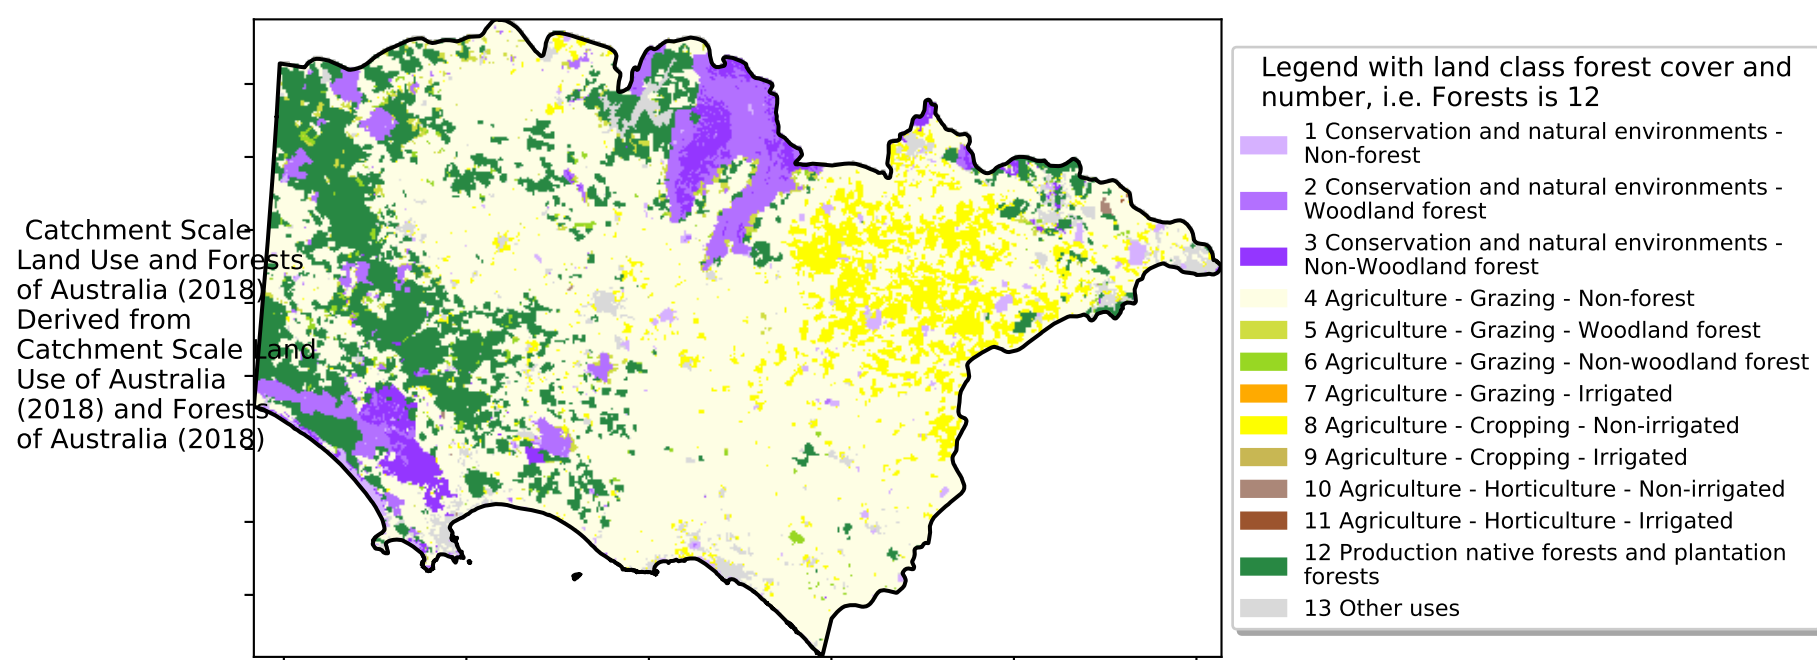 Catchment Scale
Land Use and Forests
of Australia (2018)
Derived from
Catchment Scale Land
Use of Australia
(2018) and Forests
of Australia (2018)
Legend with land class forest cover and
number, i.e. Forests is 12
1 Conservation and natural environments -
Non-forest
2 Conservation and natural environments -
Woodland forest
3 Conservation and natural environments -
Non-Woodland forest
4 Agriculture - Grazing - Non-forest
5 Agriculture - Grazing - Woodland forest
6 Agriculture - Grazing - Non-woodland forest
7 Agriculture - Grazing - Irrigated
8 Agriculture - Cropping - Non-irrigated
9 Agriculture - Cropping - Irrigated
10 Agriculture - Horticulture - Non-irrigated
11 Agriculture - Horticulture - Irrigated
12 Production native forests and plantation
forests
13 Other uses